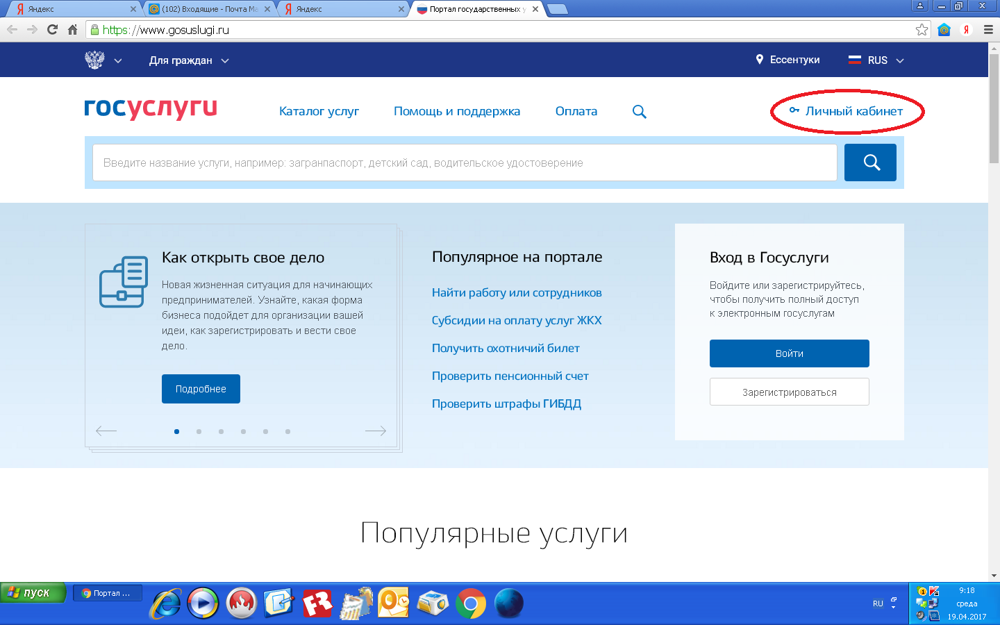 Яндекс
(102) Входящие - Почта Ма
Яндекс
Портал государственных у
https://www.gosuslugi.ru
Я
Для граждан
Ессентуки
RUS
госуслуги
Каталог услуг
Помощь и поддержка
Оплата
Личный кабинет
Введите название услуги, например: загранпаспорт, детский сад, водительское удостоверение
Как открыть свое дело
Новая жизненная ситуация для начинающих
предпринимателей. Узнайте, какая форма
бизнеса подойдет для организации вашей
идеи, как зарегистрировать и вести свое
дело.
Подробнее
Популярное на портале
Найти работу или сотрудников
Субсидии на оплату услуг ЖКХ
Получить охотничий билет
Проверить пенсионный счет
Проверить штрафы ГИБДД
Вход в Госуслуги
Войдите или зарегистрируйтесь,
чтобы получить полный доступ
к электронным госуслугам
Войти
Зарегистрироваться
Популярные услуги
пуск
Портал ...
RU
9:18
среда
19.04.2017